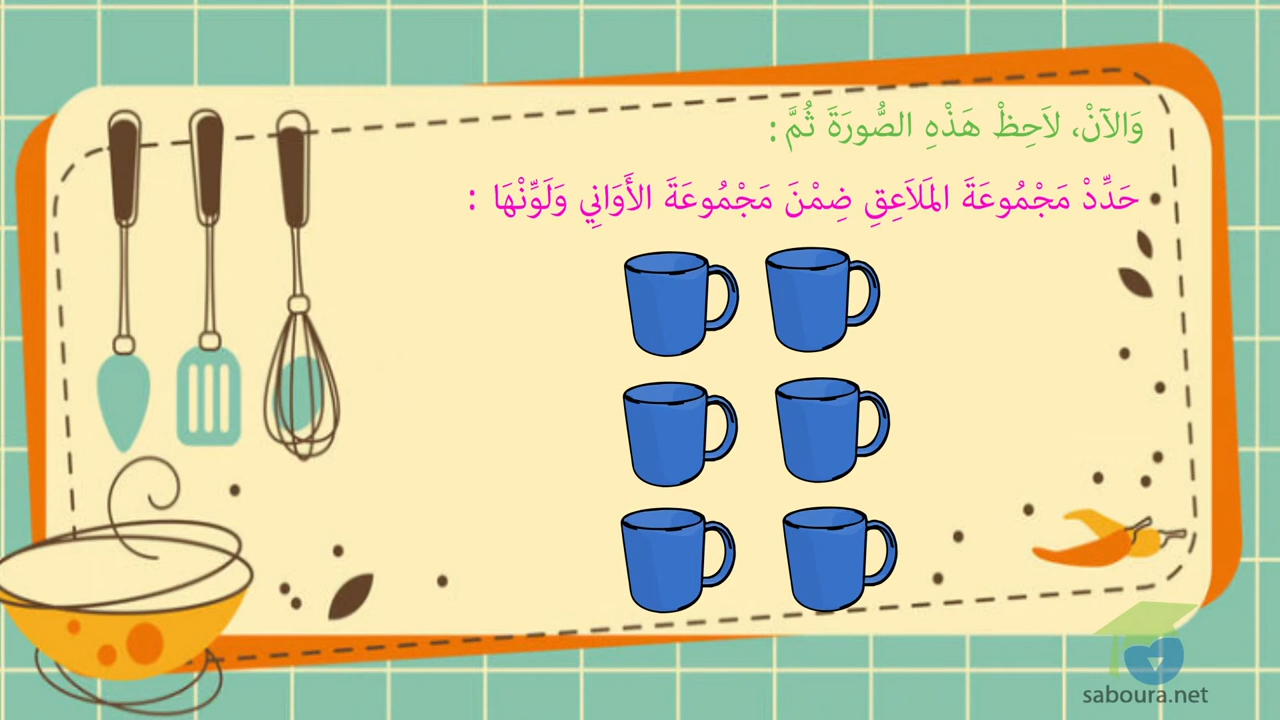 وَالآنْ، لاَحِظْ هَذْهِ الصُّورَةَ ثُمَّ :
حَدِّدْ مَجْمُوعَةَ المَلاَعِقِ ضِمْنَ مَجْمُوعَةَ الأَوَانِي وَلَوِّنْهَا :
saboura.net